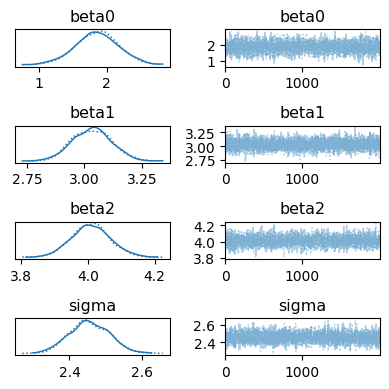 beta0 beta0
2
1
1 2 0 1000
beta1 beta1
3.25
3.00
2.75
2.75 3.00 3.25 0 1000
beta2 beta2
4.2
4.0
3.8
3.8 4.0 4.2 0 1000
sigma sigma
2.6
2.4
2.4 2.6 0 1000